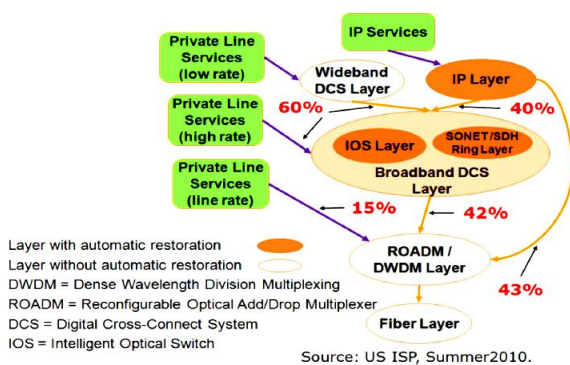 IP Services
Private Line
Services
(low rate)
Wideband
DCS Layer
IP Layer
60%
40%
Private Line
Services
(high rate)
IOS Layer
SONET/SDH
Ring Layer
Broadband DCS
Layer
Private Line
Services
(line rate)
15%
42%
Layer with automatic restoration
Layer without automatic restoration
DWDM = Dense Wavelength Division Multiplexing
ROADM = Reconfigurable Optical Add/Drop Multiplexer
DCS = Digital Cross-Connect System
IOS = Intelligent Optical Switch
ROADM /
DWDM Layer
43%
Fiber Layer
Source: US ISP, Summer2010.